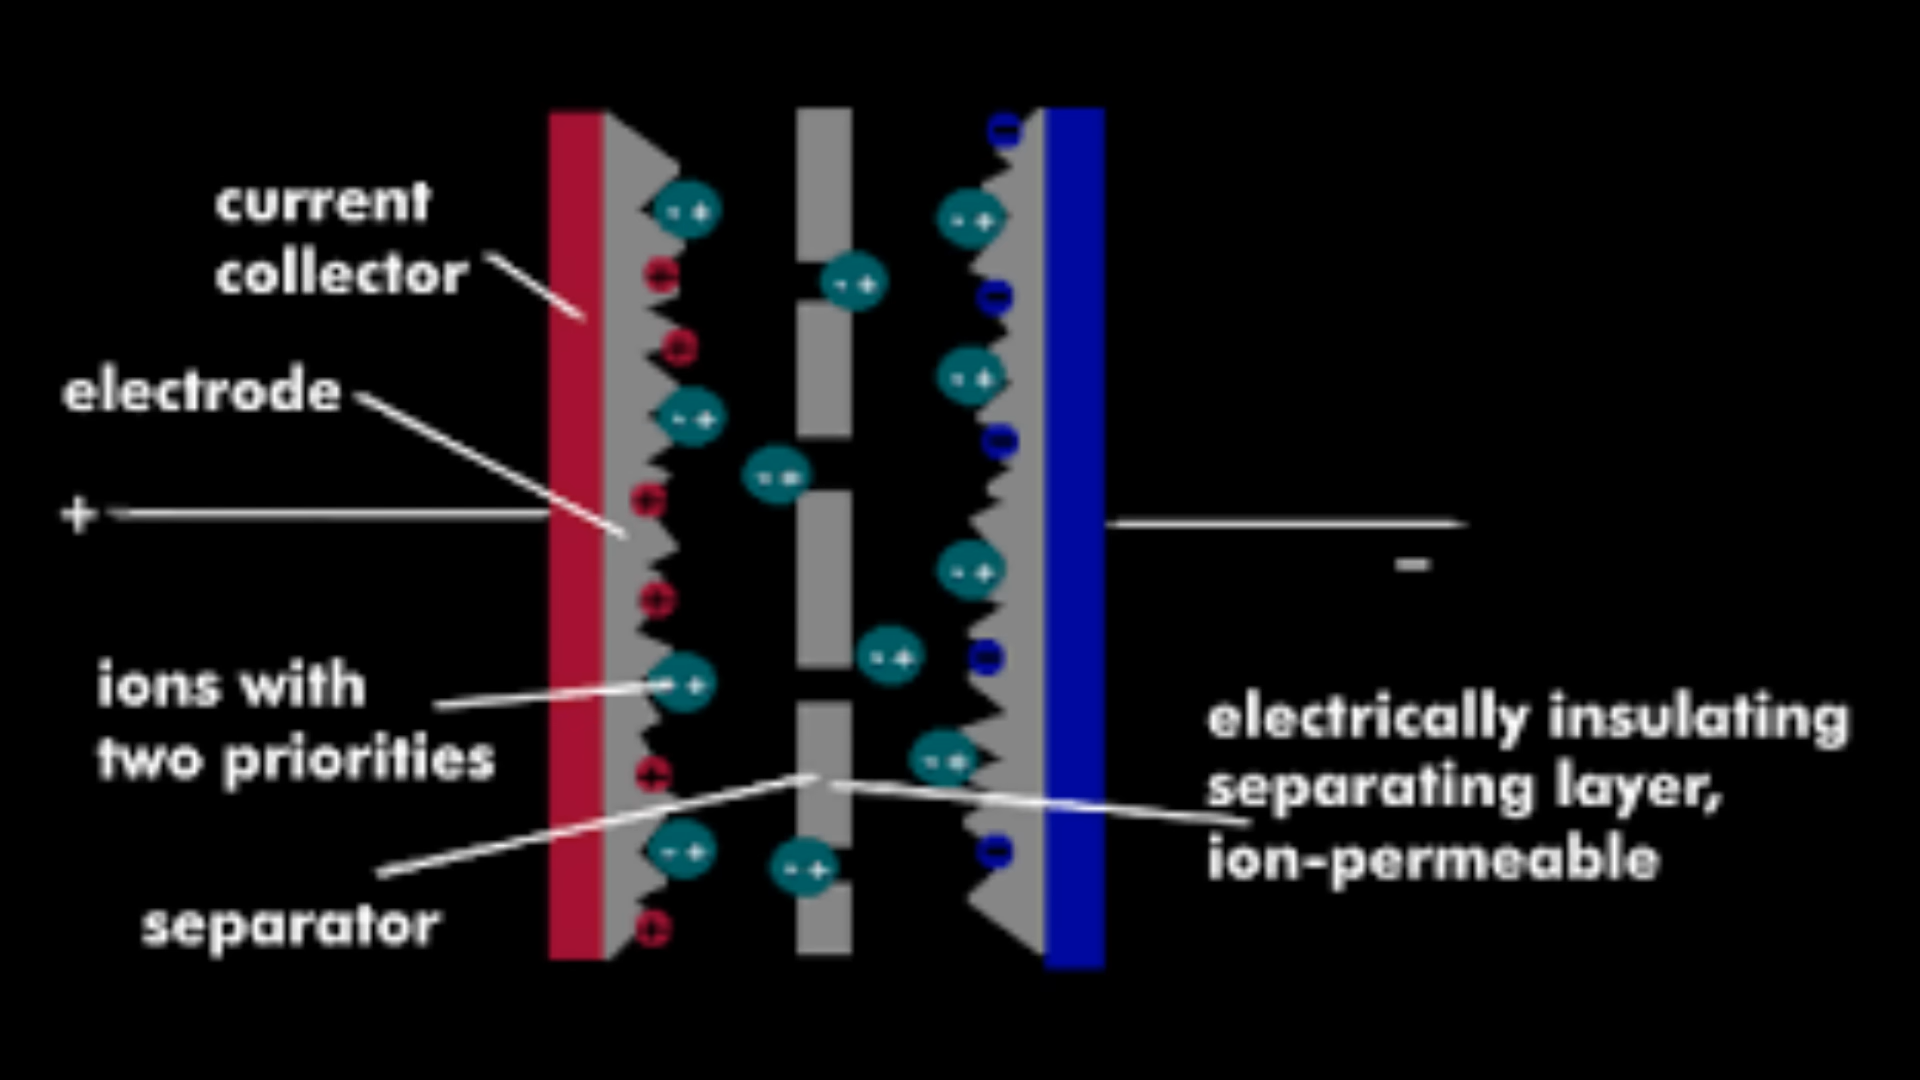 current
collector
electrode
+
ions with
two priorities
separator
-
electrically insulating
separating layer,
ion-permeable